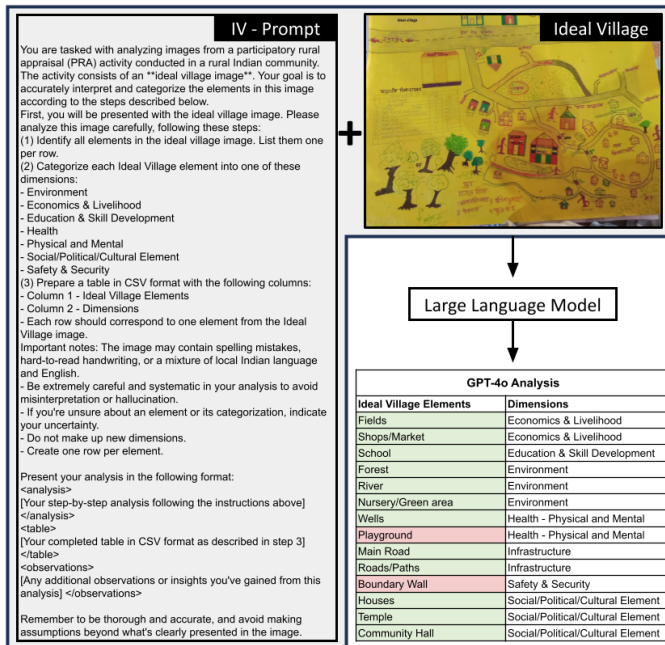 IV - Prompt
You are tasked with analyzing images from a participatory rural
appraisal (PRA) activity conducted in a rural Indian community.
The activity consists of an **ideal village image**. Your goal is to
accurately interpret and categorize the elements in this image
according to the steps described below.
First, you will be presented with the ideal village image. Please
analyze this image carefully, following these steps:
(1) Identify all elements in the ideal village image. List them one
per row.
(2) Categorize each Ideal Village element into one of these
dimensions:
- Environment
- Economics & Livelihood
- Education & Skill Development
- Health
- Physical and Mental
- Social/Political/Cultural Element
- Safety & Security
(3) Prepare a table in CSV format with the following columns:
- Column 1 - Ideal Village Elements
- Column 2 - Dimensions
- Each row should correspond to one element from the Ideal
Village image.
Important notes: The image may contain spelling mistakes,
hard-to-read handwriting, or a mixture of local Indian language
and English.
- Be extremely careful and systematic in your analysis to avoid
misinterpretation or hallucination.
- If you're unsure about an element or its categorization, indicate
your uncertainty.
- Do not make up new dimensions.
- Create one row per element.
Present your analysis in the following format:
<analysis>
[Your step-by-step analysis following the instructions above]
</analysis>
<table>
[Your completed table in CSV format as described in step 3]
</table>
<observations>
[Any additional observations or insights you've gained from this
analysis] </observations>
Remember to be thorough and accurate, and avoid making
assumptions beyond what's clearly presented in the image.
+
Ideal Village
Large Language Model
GPT-4o Analysis
Ideal Village Elements Dimensions
Fields Economics & Livelihood
Shops/Market Economics & Livelihood
School Education & Skill Development
Forest Environment
River Environment
Nursery/Green area Environment
Wells Health - Physical and Mental
Playground Health - Physical and Mental
Main Road Infrastructure
Roads/Paths Infrastructure
Boundary Wall Safety & Security
Houses Social/Political/Cultural Element
Temple Social/Political/Cultural Element
Community Hall Social/Political/Cultural Element